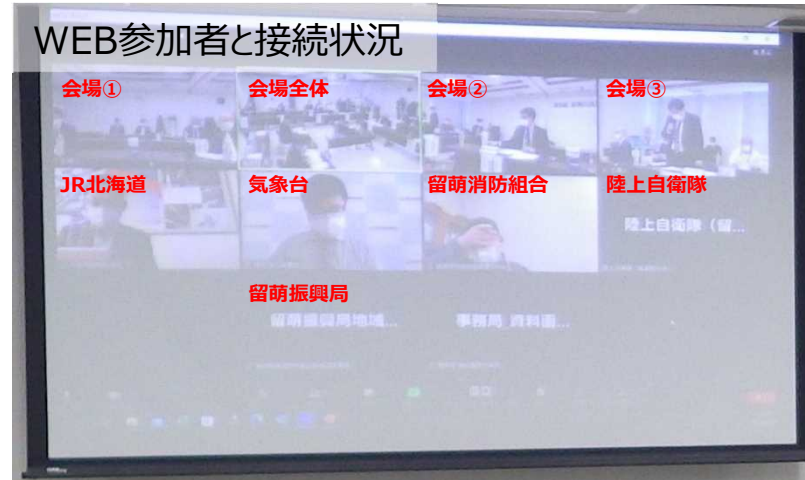 WEB参加者と接続状況
会場①
会場全体
会場②
会場③
JR北海道
気象台
留萌消防組合
陸上自衛隊
陸上自衛隊（留...
留萌振興局
留萌振興局地域...
事務局 資料画...